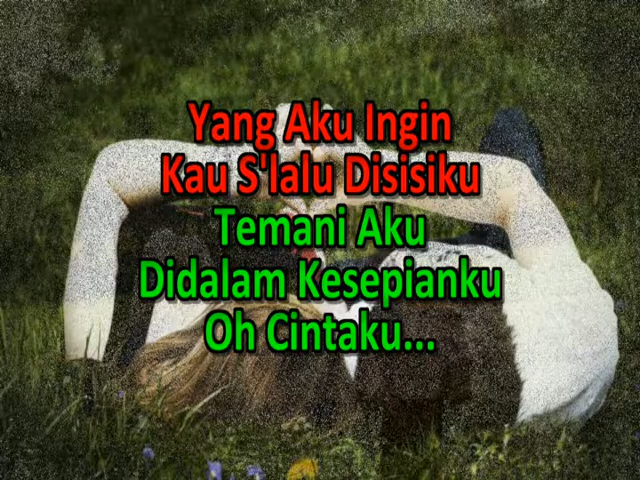 Yang Aku Ingin
Kau S'lalu Disisiku
Temani Aku
Didalam Kesepianku
Oh Cintaku...